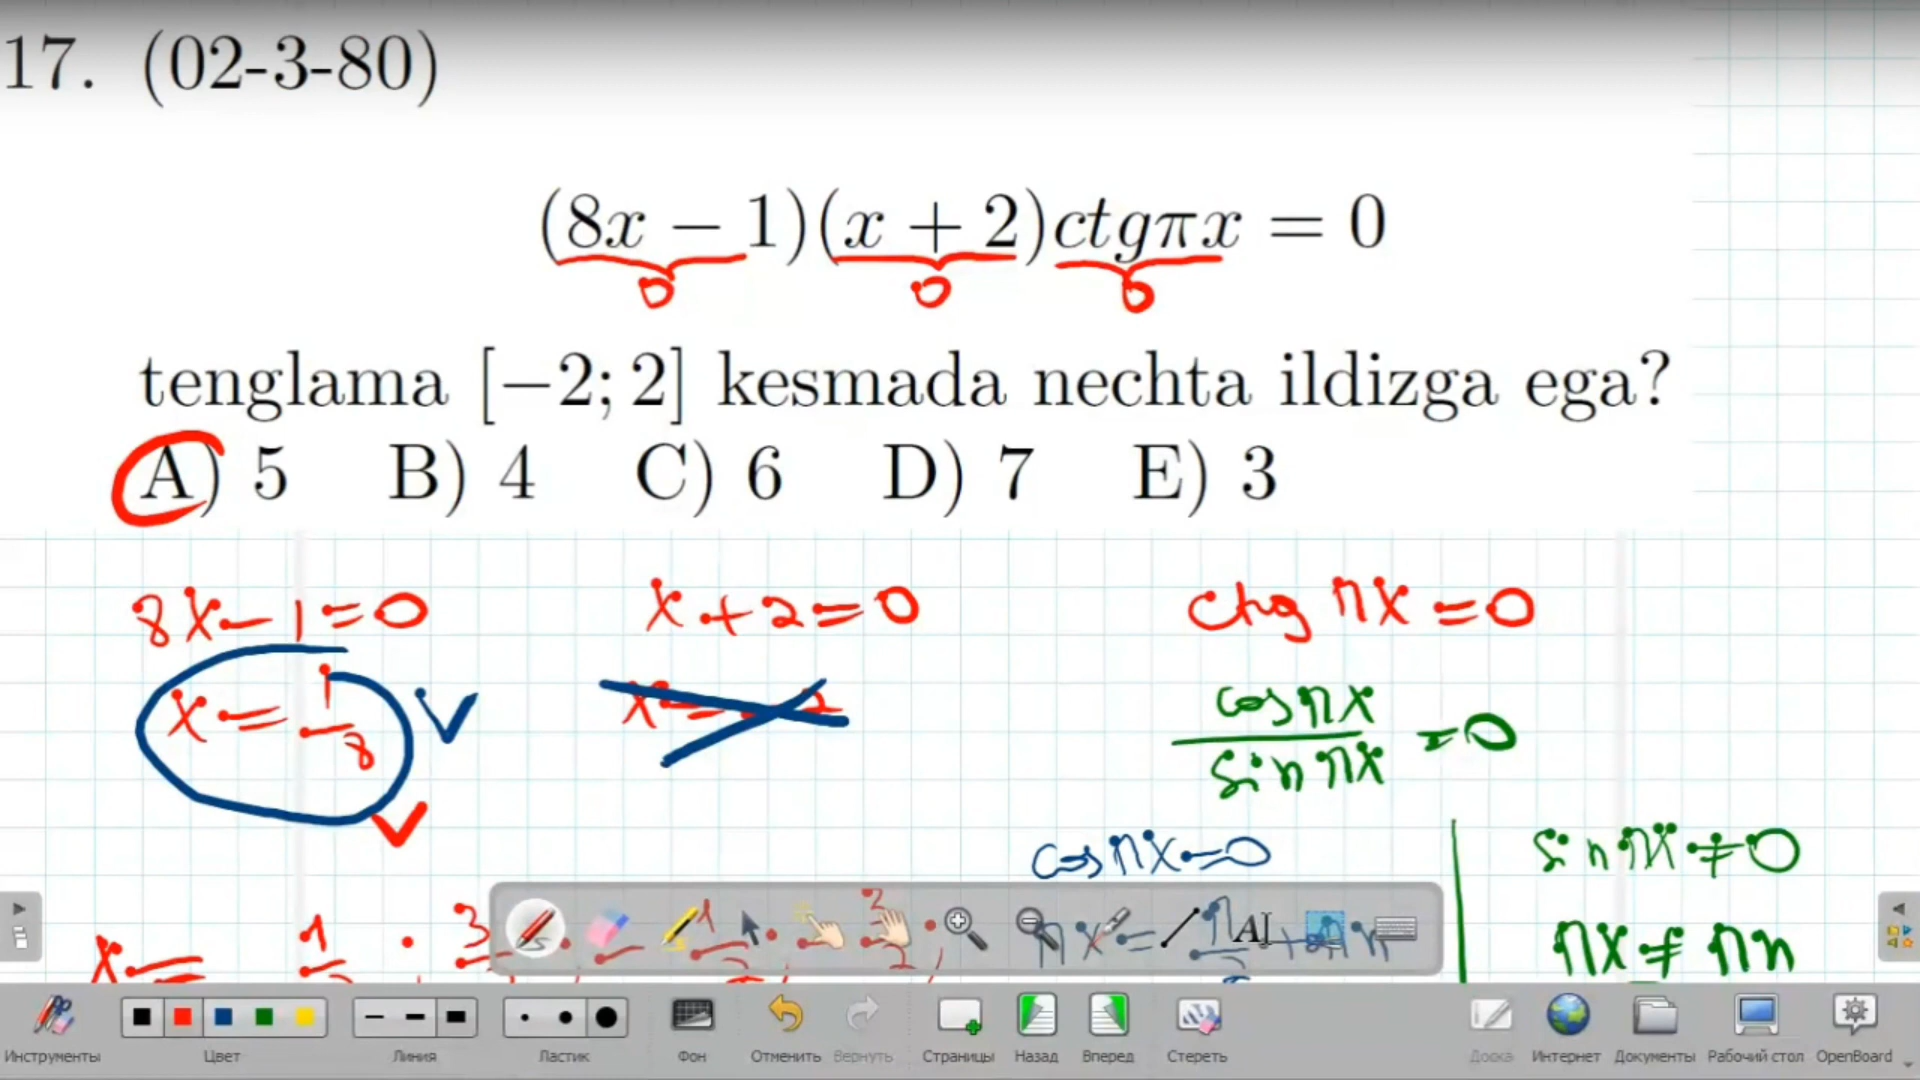 17. (02-3-80)
(8x − 1)(x + 2)ctgπx = 0
0 0 0
tenglama [−2; 2] kesmada nechta ildizga ega?
A) 5 B) 4 C) 6 D) 7 E) 3
8x − 1 = 0 x + 2 = 0 ctg πx = 0
x = 1/8 cos πx / sin πx = 0
cos πx = 0 sin πx ≠ 0
πx ≠ πn
Инструменты Цвет Линия Ластик Фон Отменить Вернуть Страницы Назад Вперед Стереть Доска Интернет Документы Рабочий стол OpenBoard